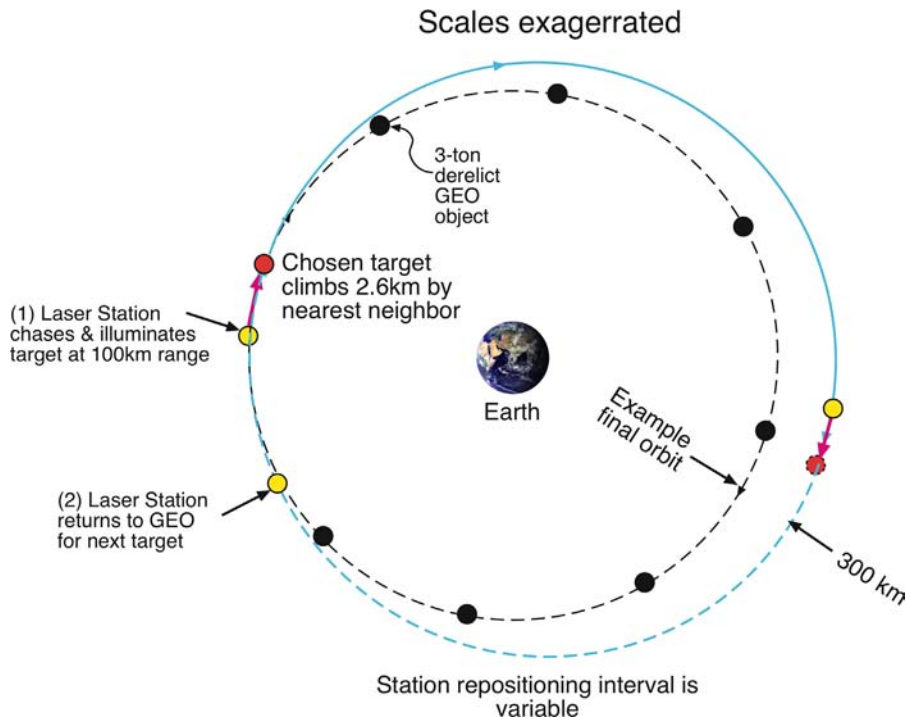 Scales exagerrated
3-ton
derelict
GEO
object
Chosen target
climbs 2.6km by
nearest neighbor
(1) Laser Station
chases & illuminates
target at 100km range
Earth
Example
final orbit
(2) Laser Station
returns to GEO
for next target
300 km
Station repositioning interval is
variable